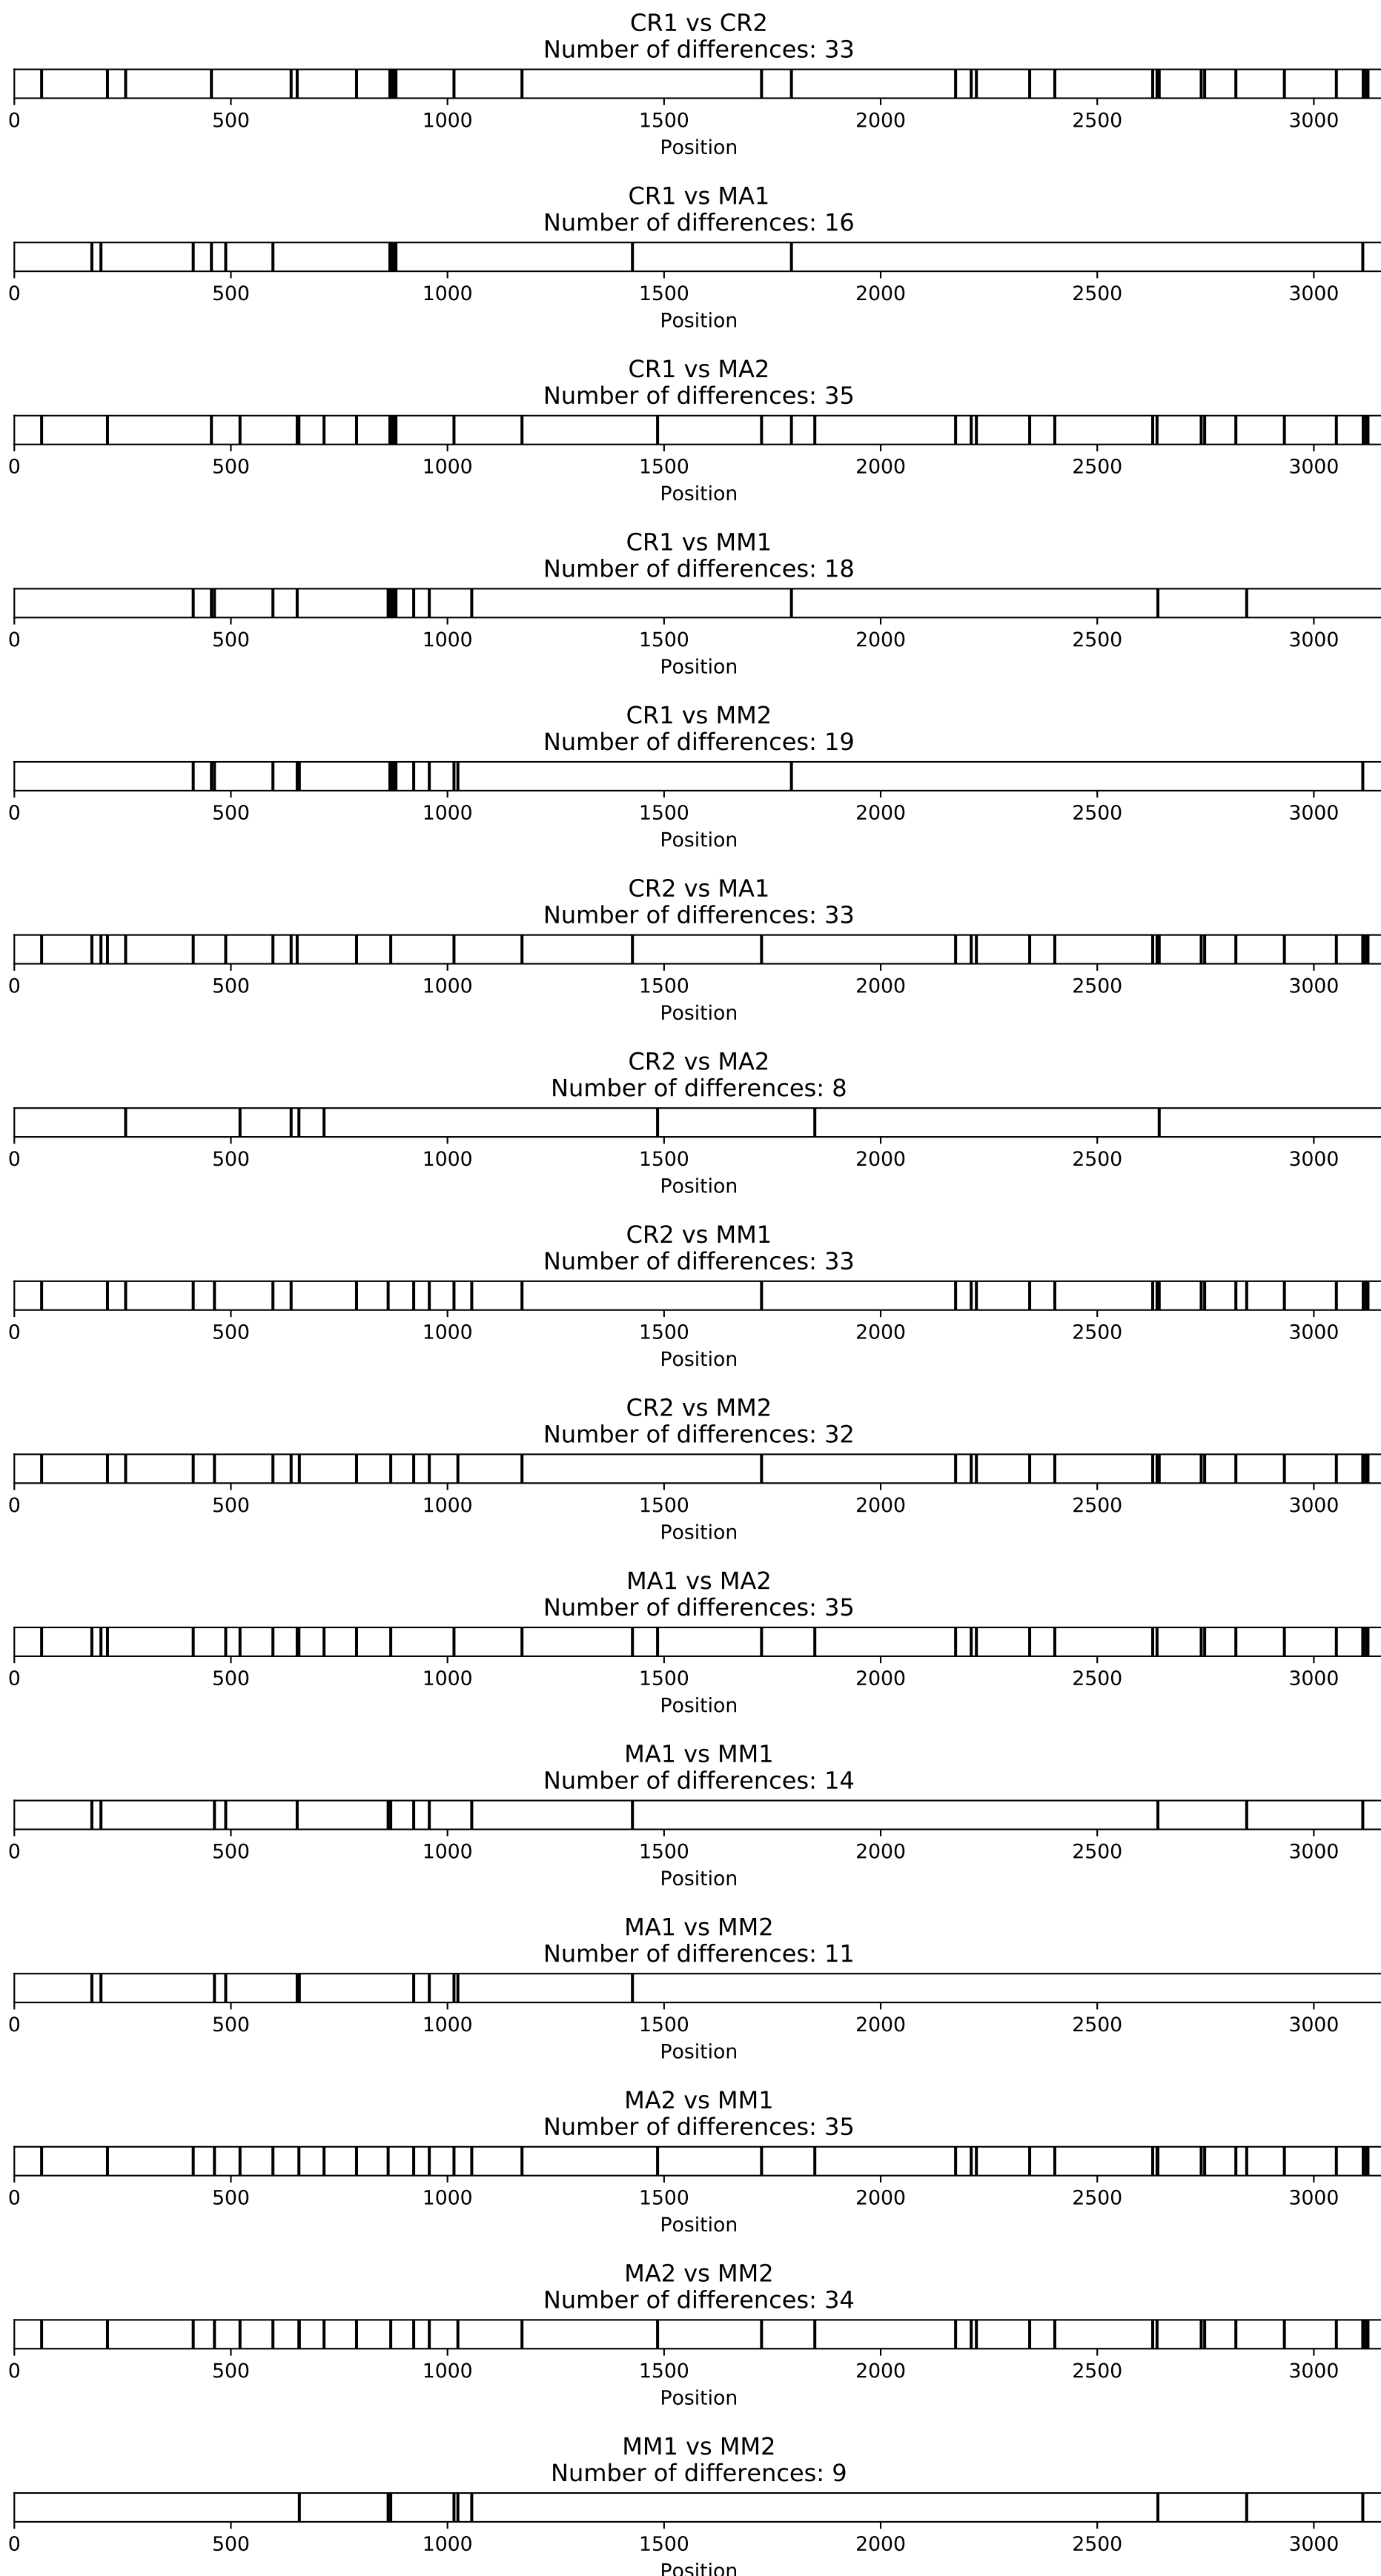 CR1 vs CR2
Number of differences: 33
0 500 1000 1500 2000 2500 3000
Position
CR1 vs MA1
Number of differences: 16
0 500 1000 1500 2000 2500 3000
Position
CR1 vs MA2
Number of differences: 35
0 500 1000 1500 2000 2500 3000
Position
CR1 vs MM1
Number of differences: 18
0 500 1000 1500 2000 2500 3000
Position
CR1 vs MM2
Number of differences: 19
0 500 1000 1500 2000 2500 3000
Position
CR2 vs MA1
Number of differences: 33
0 500 1000 1500 2000 2500 3000
Position
CR2 vs MA2
Number of differences: 8
0 500 1000 1500 2000 2500 3000
Position
CR2 vs MM1
Number of differences: 33
0 500 1000 1500 2000 2500 3000
Position
CR2 vs MM2
Number of differences: 32
0 500 1000 1500 2000 2500 3000
Position
MA1 vs MA2
Number of differences: 35
0 500 1000 1500 2000 2500 3000
Position
MA1 vs MM1
Number of differences: 14
0 500 1000 1500 2000 2500 3000
Position
MA1 vs MM2
Number of differences: 11
0 500 1000 1500 2000 2500 3000
Position
MA2 vs MM1
Number of differences: 35
0 500 1000 1500 2000 2500 3000
Position
MA2 vs MM2
Number of differences: 34
0 500 1000 1500 2000 2500 3000
Position
MM1 vs MM2
Number of differences: 9
0 500 1000 1500 2000 2500 3000
Position